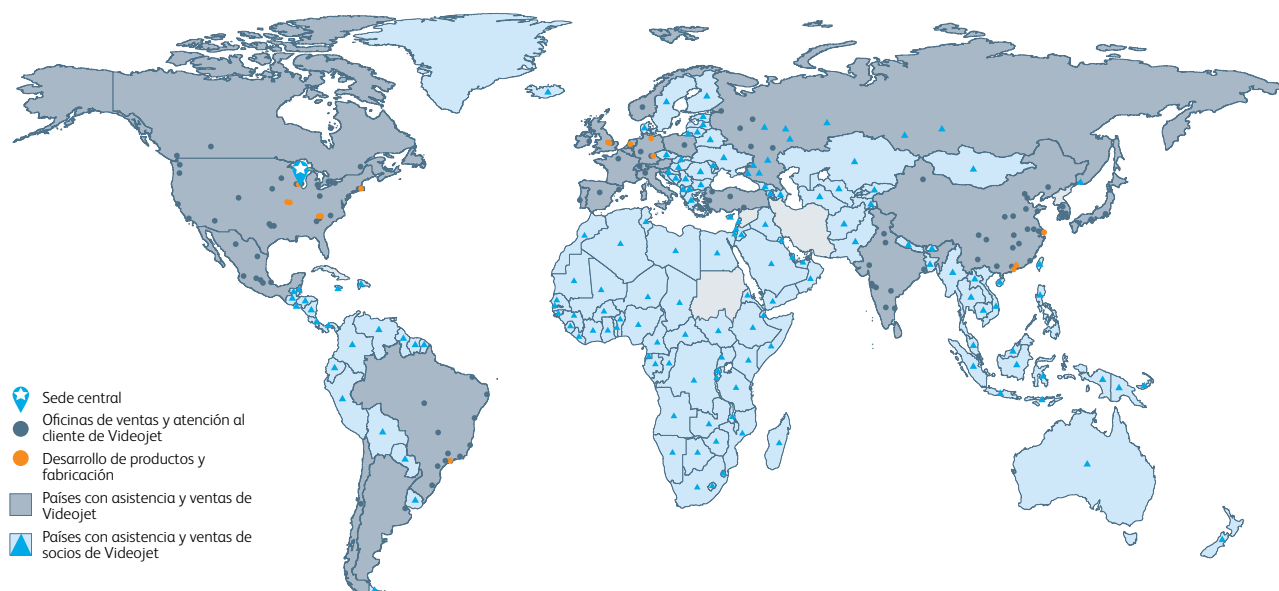 Sede central
Oficinas de ventas y atención al
cliente de Videojet
Desarrollo de productos y
fabricación
Países con asistencia y ventas de
Videojet
Países con asistencia y ventas de
socios de Videojet